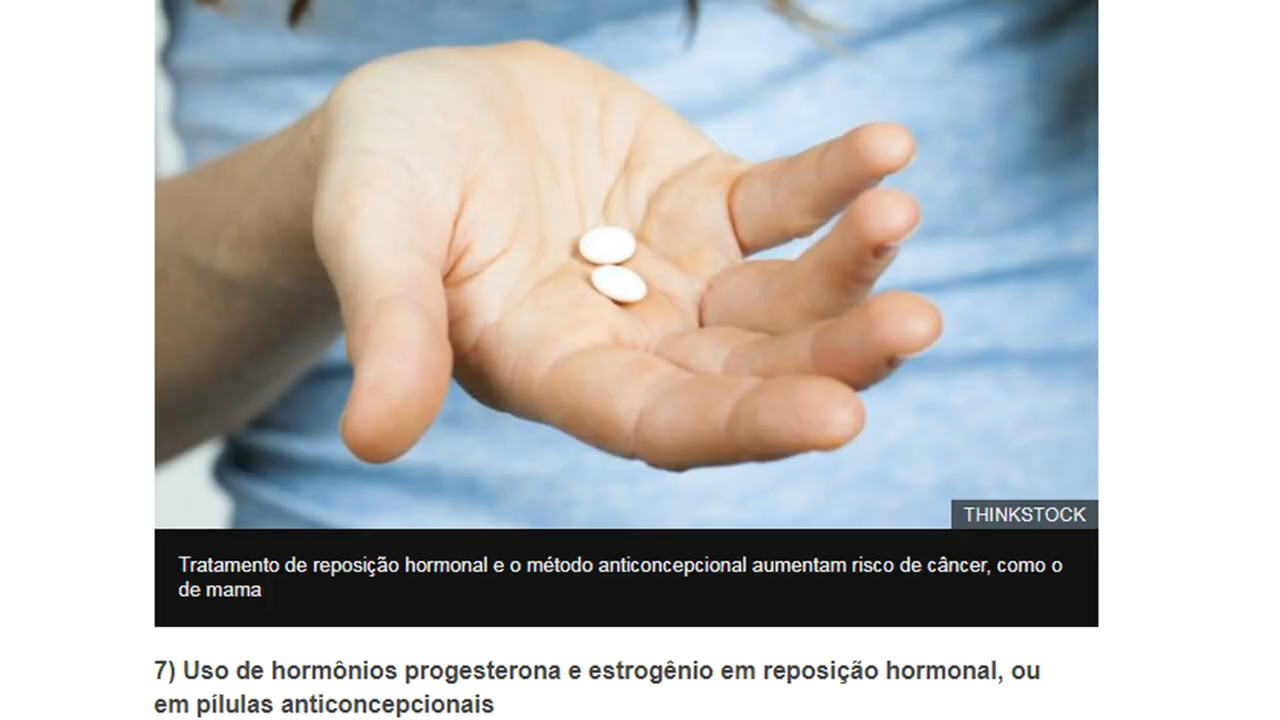 THINKSTOCK
Tratamento de reposição hormonal e o método anticoncepcional aumentam risco de câncer, como o
de mama
7) Uso de hormônios progesterona e estrogênio em reposição hormonal, ou
em pílulas anticoncepcionais